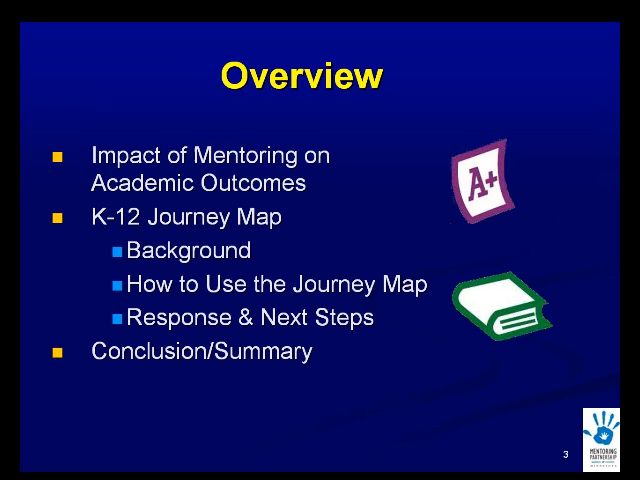 Overview
Impact of Mentoring on
Academic Outcomes
A+
K-12 Journey Map
Background
How to Use the Journey Map
Response & Next Steps
Conclusion/Summary
3
MENTORING
PARTNERSHIP